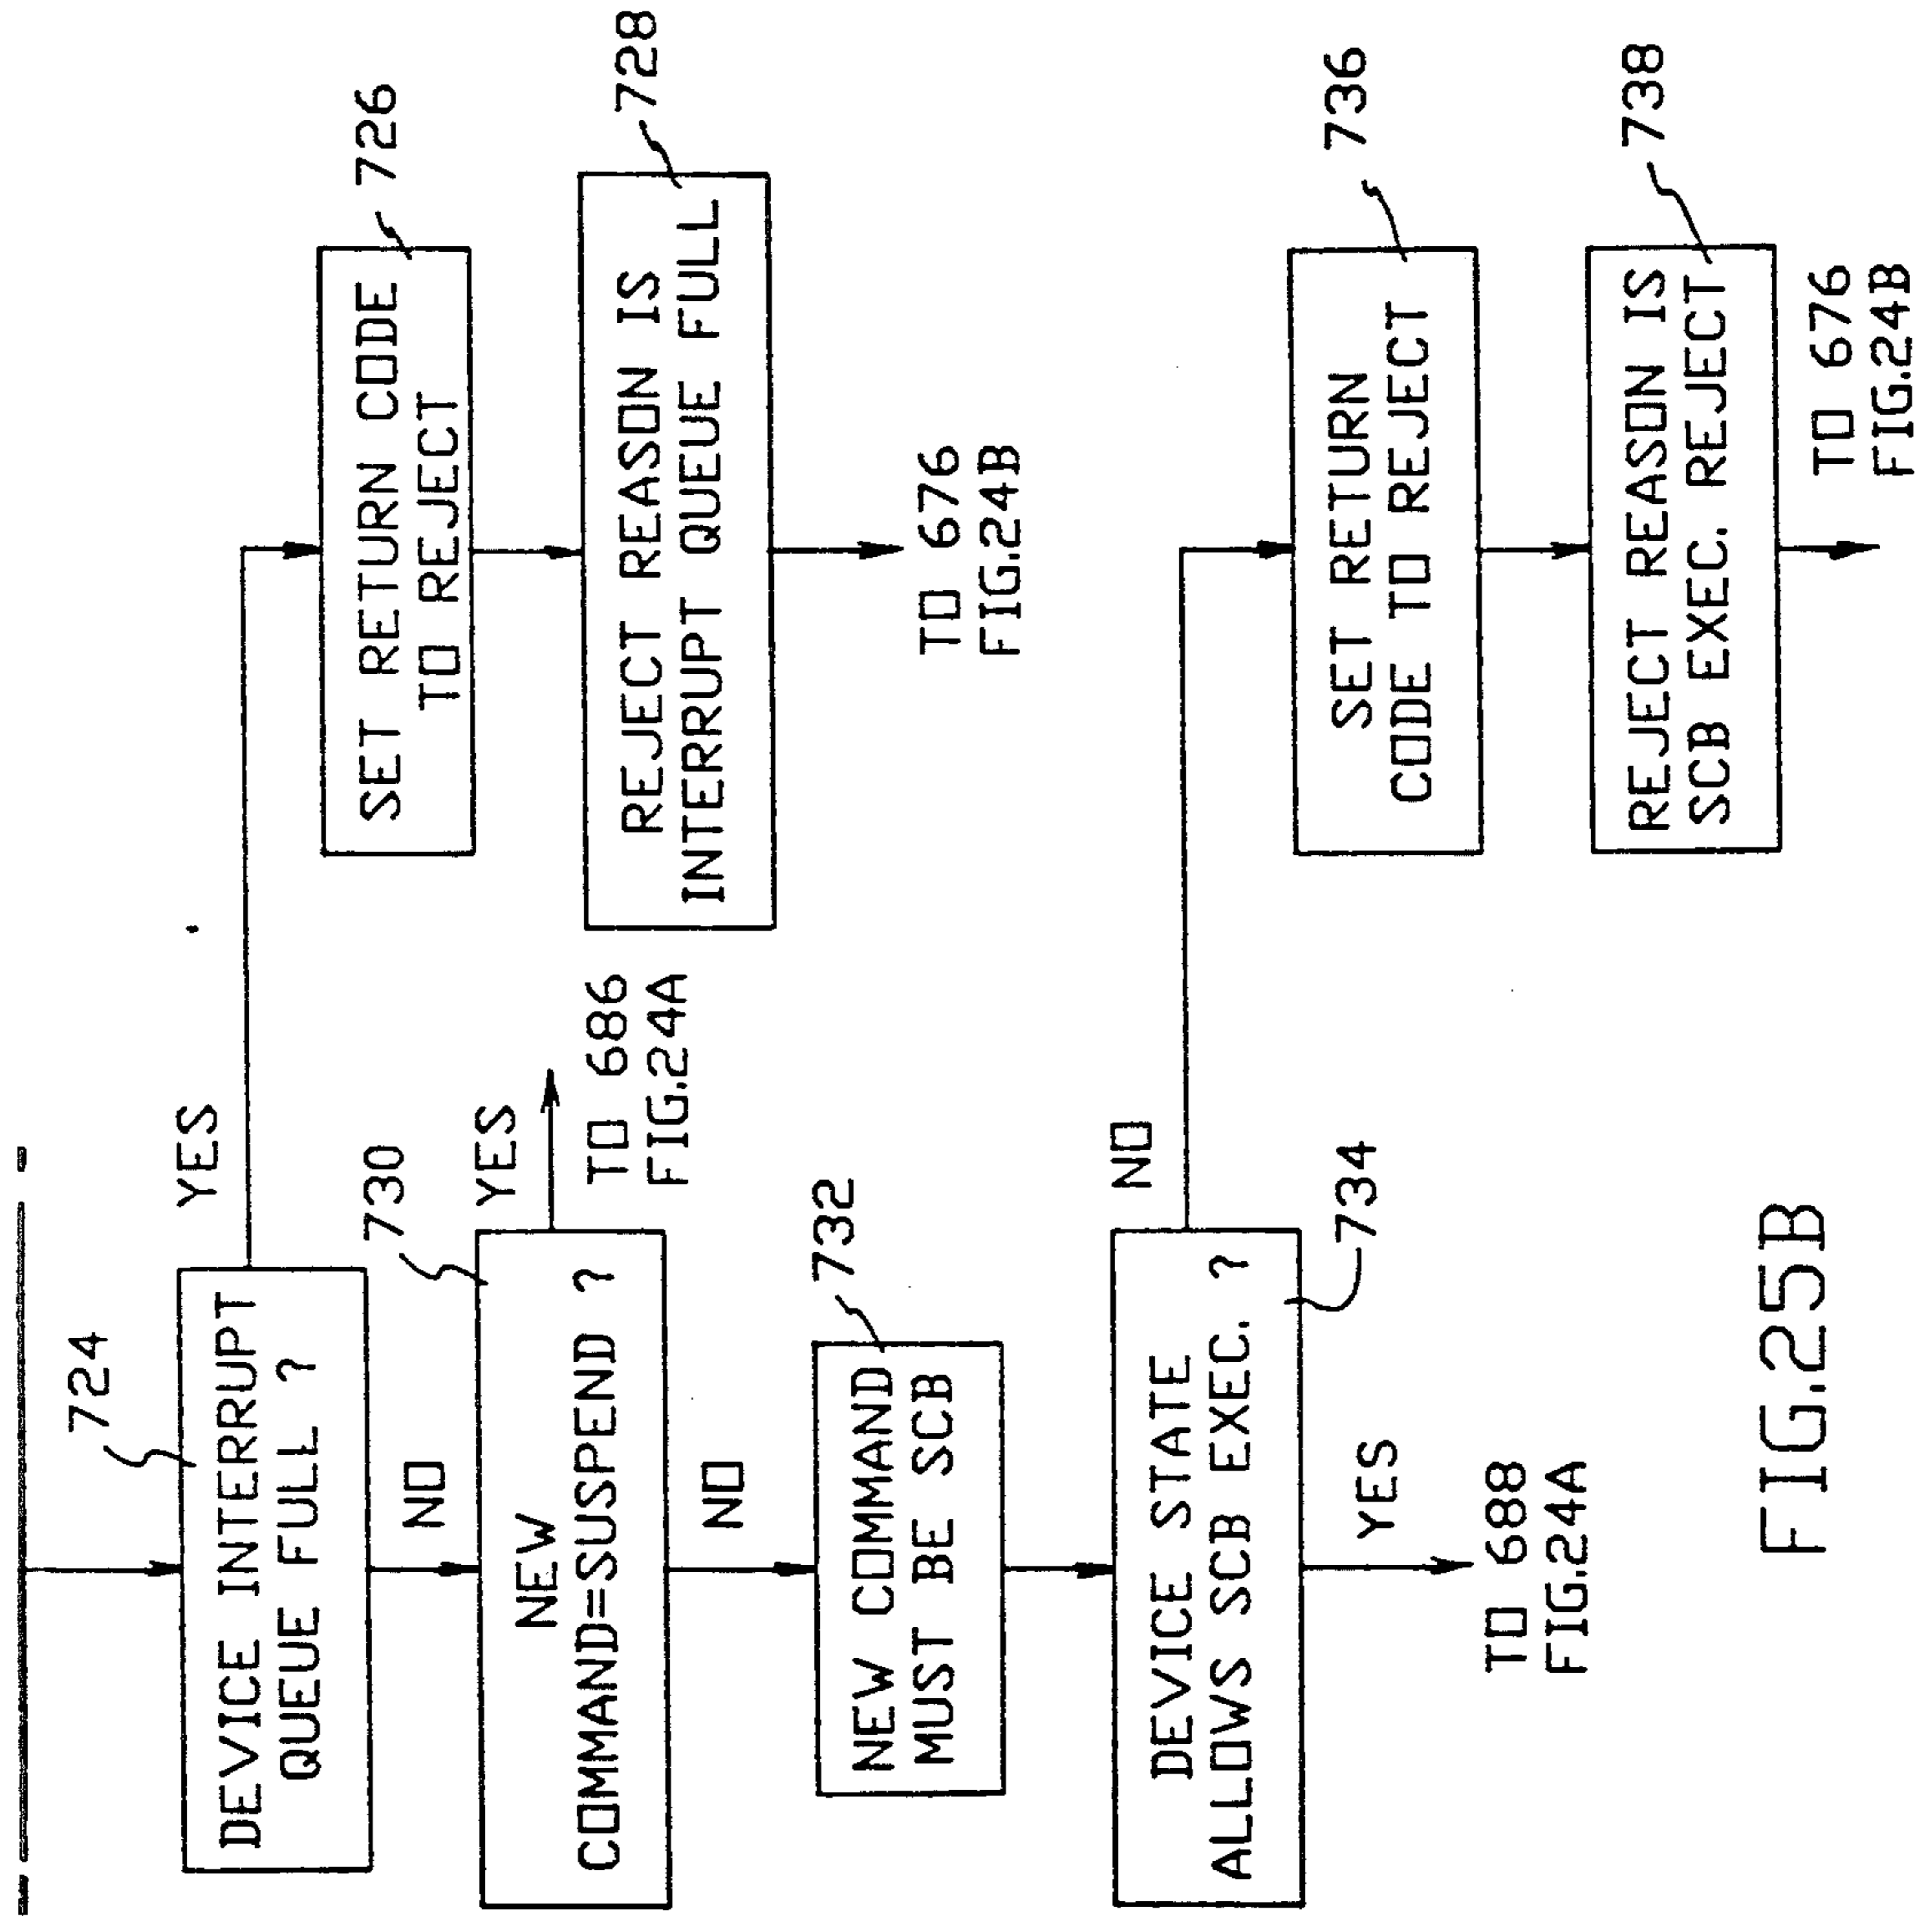 724
DEVICE INTERRUPT
QUEUE FULL ?
YES
NO
SET RETURN CODE
TO REJECT
726
REJECT REASON IS
INTERRUPT QUEUE FULL
728
TO 676
FIG.24B
730
NEW
COMMAND=SUSPEND ?
YES
TO 686
FIG.24A
NO
732
NEW COMMAND
MUST BE SCB
DEVICE STATE
ALLOWS SCB EXEC. ?
734
NO
YES
TO 688
FIG.24A
SET RETURN
CODE TO REJECT
736
REJECT REASON IS
SCB EXEC. REJECT
738
TO 676
FIG.24B
FIG.25B